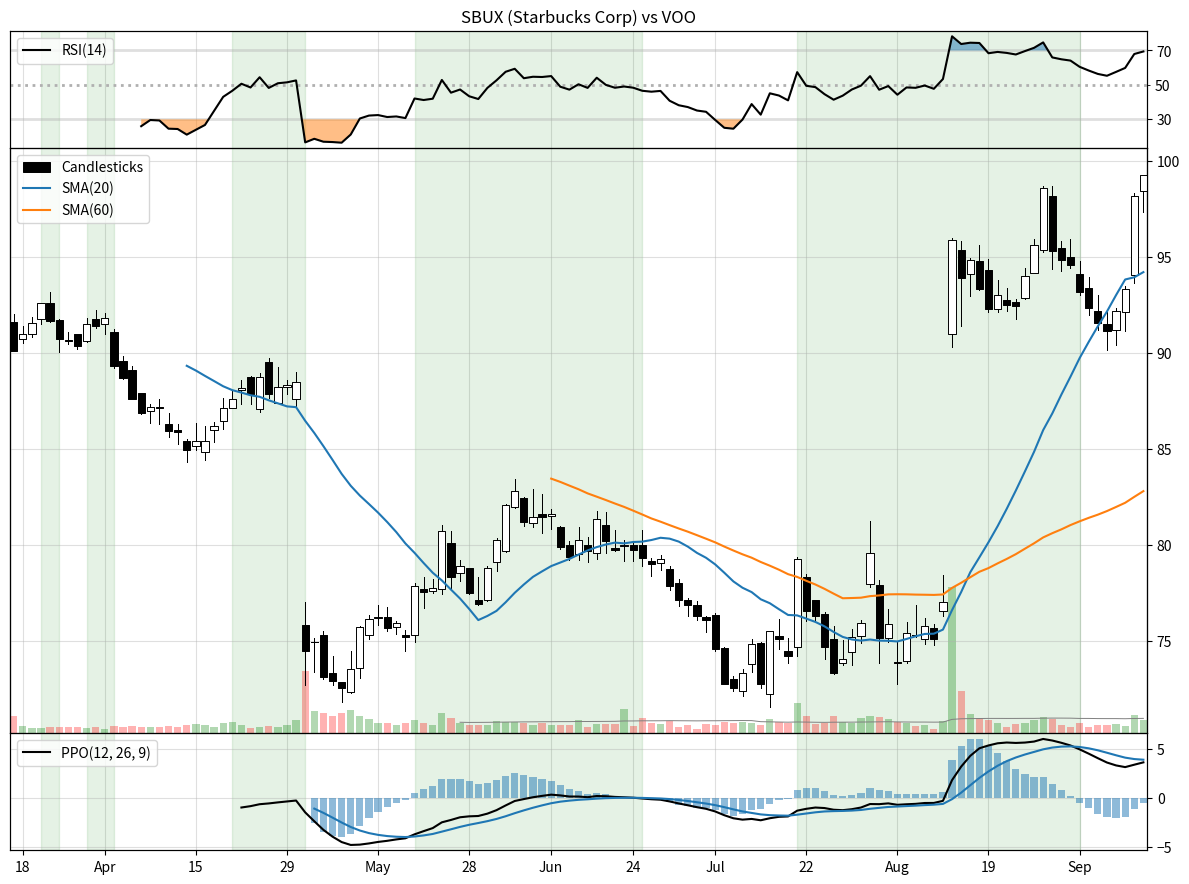 SBUX (Starbucks Corp) vs VOO
RSI(14)
70
50
30
Candlesticks
SMA(20)
SMA(60)
100
95
90
85
80
75
PPO(12, 26, 9)
5
0
−5
18 Apr 15 29 May 28 Jun 24 Jul 22 Aug 19 Sep